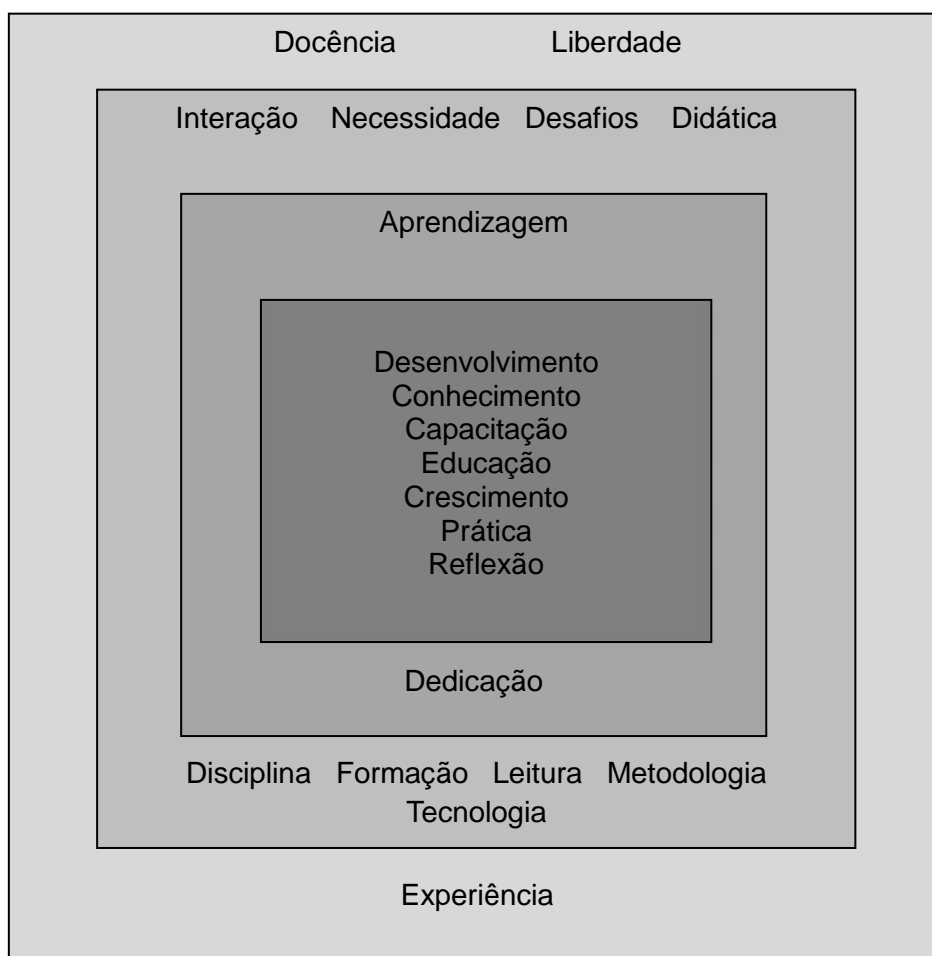 Docência Liberdade
Interação Necessidade Desafios Didática
Aprendizagem
Desenvolvimento
Conhecimento
Capacitação
Educação
Crescimento
Prática
Reflexão
Dedicação
Disciplina Formação Leitura Metodologia
Tecnologia
Experiência